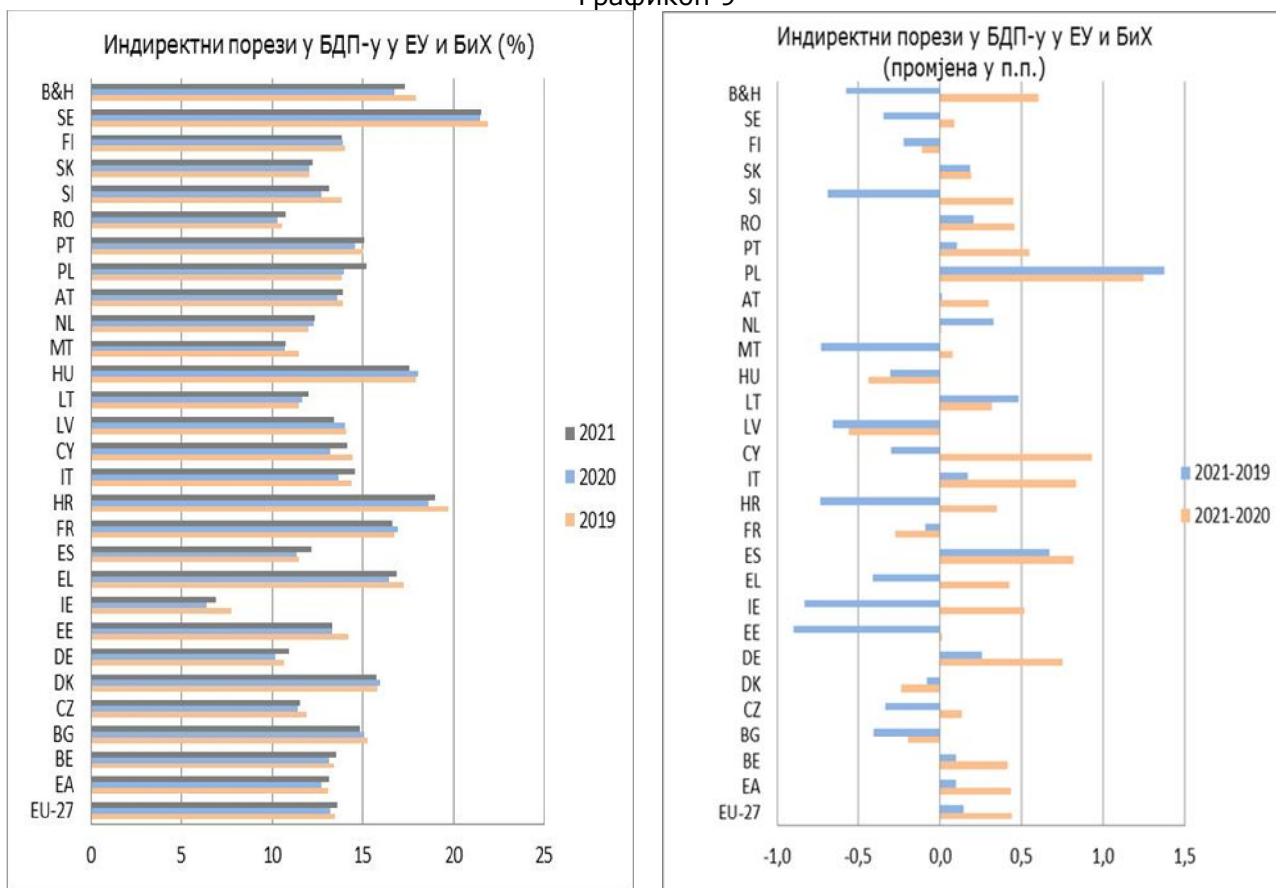 Графикон 9
Индиректни порези у БДП-у у ЕУ и БиХ (%)
B&H
SE
FI
SK
SI
RO
PT
PL
AT
NL
MT
HU
LT
LV
CY
IT
HR
FR
ES
EL
IE
EE
DE
DK
CZ
BG
BE
EA
EU-27
0 5 10 15 20 25
2021
2020
2019
Индиректни порези у БДП-у у ЕУ и БиХ
(промјена у п.п.)
B&H
SE
FI
SK
SI
RO
PT
PL
AT
NL
MT
HU
LT
LV
CY
IT
HR
FR
ES
EL
IE
EE
DE
DK
CZ
BG
BE
EA
EU-27
-1,0 -0,5 0,0 0,5 1,0 1,5
2021-2019
2021-2020